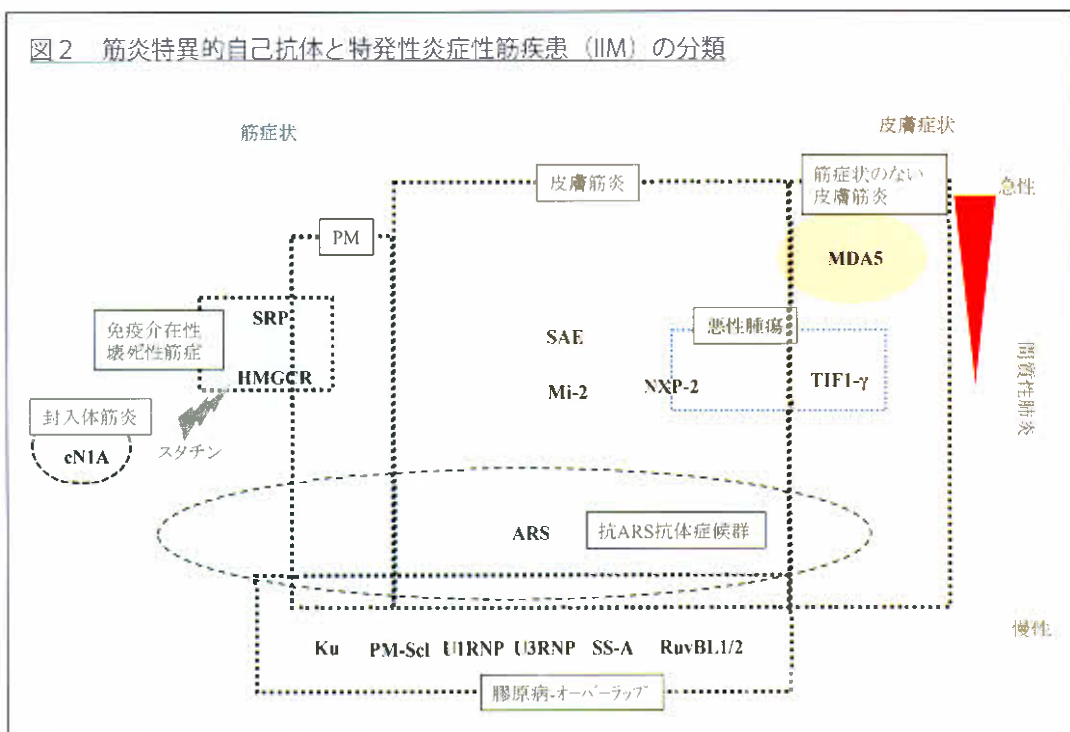 図2 筋炎特異的自己抗体と特発性炎症性筋疾患（IIM）の分類
筋症状
皮膚症状
皮膚筋炎
筋症状のない
皮膚筋炎
急性
PM
MDA5
SRP
免疫介在性
壊死性筋症
SAE
悪性腫瘍
HMGCR
Mi-2
NXP-2
TIF1-γ
間質性肺炎
封入体筋炎
cN1A
スタチン
ARS
抗ARS抗体症候群
慢性
Ku PM-Scl U1RNP U3RNP SS-A RuvBL1/2
膠原病-オーバーラップ